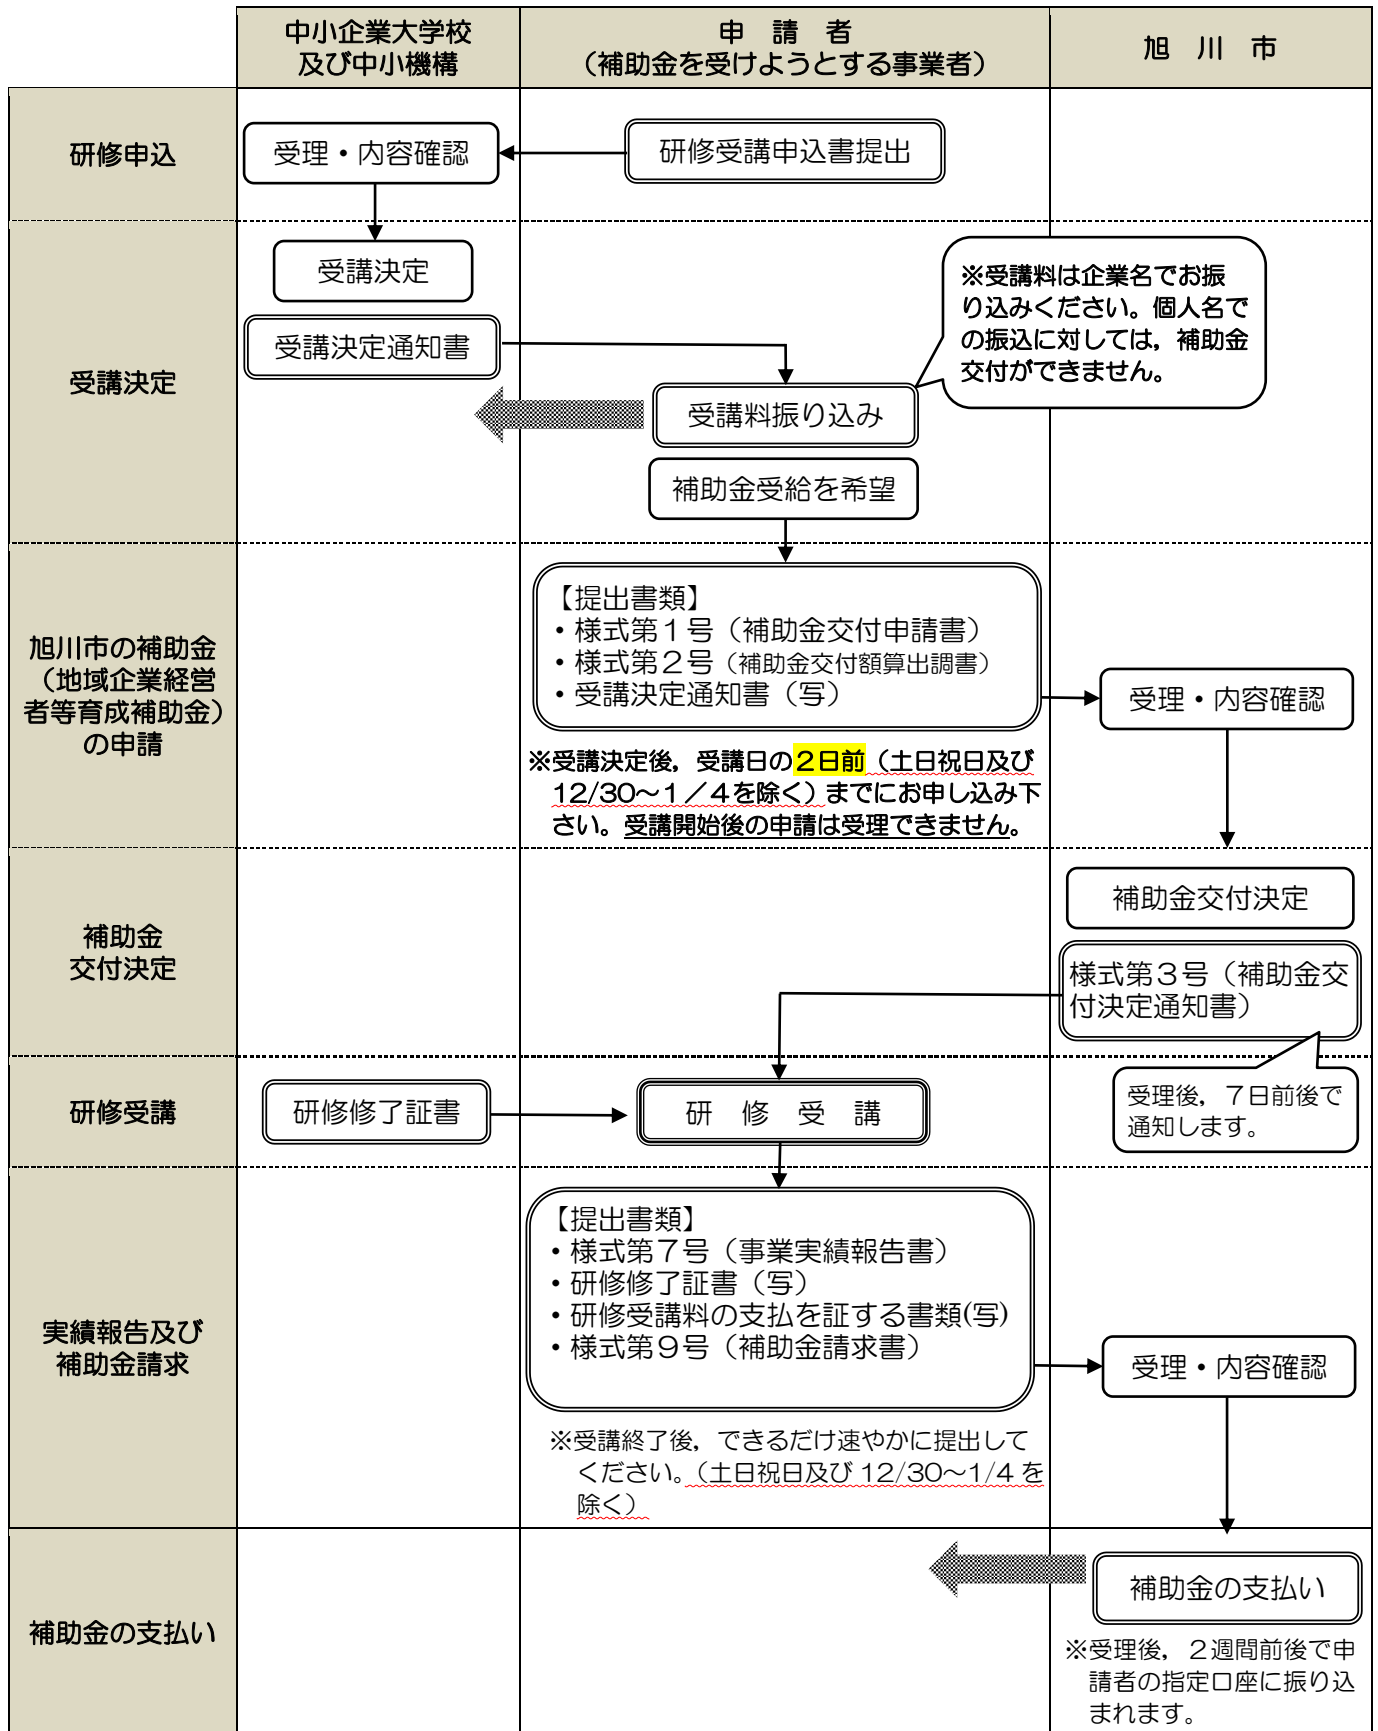 中小企業大学校
及び中小機構
申　請　者
（補助金を受けようとする事業者）
旭　川　市
研修申込
受理・内容確認
研修受講申込書提出
受講決定
受講決定
受講決定通知書
※受講料は企業名でお振
り込みください。個人名で
の振込に対しては，補助金
交付ができません。
受講料振り込み
補助金受給を希望
旭川市の補助金
（地域企業経営
者等育成補助金）
の申請
【提出書類】
・様式第１号（補助金交付申請書）
・様式第２号（補助金交付額算出調書）
・受講決定通知書（写）
受理・内容確認
※受講決定後，受講日の２日前（土日祝日及び
12/30～１／４を除く）までにお申し込み下
さい。受講開始後の申請は受理できません。
補助金
交付決定
補助金交付決定
様式第３号（補助金交
付決定通知書）
受理後，７日前後で
通知します。
研修受講
研修修了証書
研　修　受　講
実績報告及び
補助金請求
【提出書類】
・様式第７号（事業実績報告書）
・研修修了証書（写）
・研修受講料の支払を証する書類(写)
・様式第９号（補助金請求書）
受理・内容確認
※受講終了後，できるだけ速やかに提出して
ください。（土日祝日及び 12/30～1/4 を
除く）
補助金の支払い
補助金の支払い
※受理後，２週間前後で申
請者の指定口座に振り込
まれます。